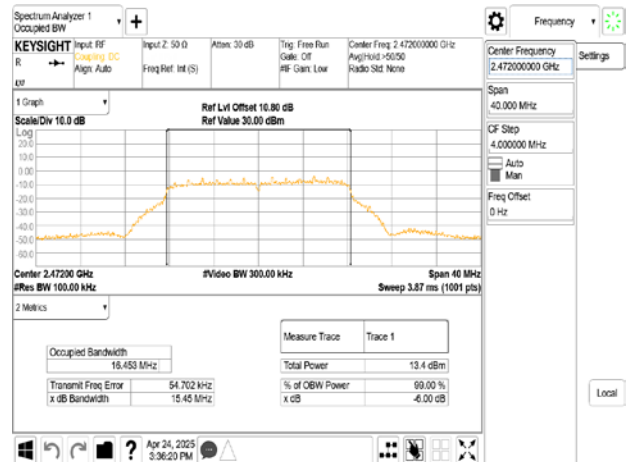 Spectrum Analyzer 1
Occupied BW
Frequency
KEYSIGHT
R
Input: RF
Coupling: DC
Align: Auto
Input Z: 50 Ω
Freq Ref: Int (S)
Atten: 30 dB
Trig: Free Run
Gate: Off
#IF Gain: Low
Center Freq: 2.472000000 GHz
Avg|Hold:>50/50
Radio Std: None
Center Frequency
2.472000000 GHz
Settings
Span
40.000 MHz
CF Step
4.000000 MHz
Auto
Man
Freq Offset
0 Hz
1 Graph
Scale/Div 10.0 dB
Ref Lvl Offset 10.80 dB
Ref Value 30.00 dBm
Log
20.0
10.0
0.00
-10.0
-20.0
-30.0
-40.0
-50.0
-60.0
Center 2.47200 GHz
#Res BW 100.00 kHz
#Video BW 300.00 kHz
Span 40 MHz
Sweep 3.87 ms (1001 pts)
2 Metrics
Measure Trace
Trace 1
Occupied Bandwidth
16.453 MHz
Total Power
13.4 dBm
Transmit Freq Error
54.702 kHz
% of OBW Power
99.00 %
x dB Bandwidth
15.45 MHz
x dB
-6.00 dB
Local
Apr 24, 2025
3:36:20 PM